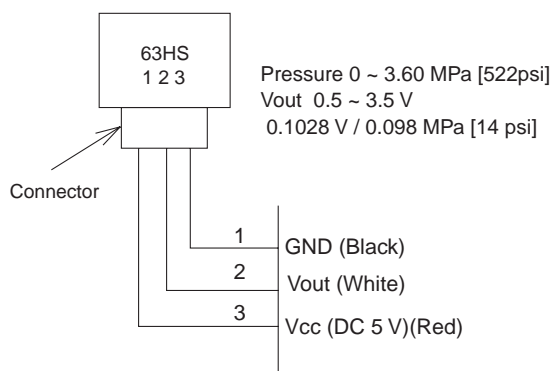 63HS
1 2 3
Pressure 0 ~ 3.60 MPa [522psi]
Vout 0.5 ~ 3.5 V
0.1028 V / 0.098 MPa [14 psi]
Connector
1
GND (Black)
2
Vout (White)
3
Vcc (DC 5 V)(Red)